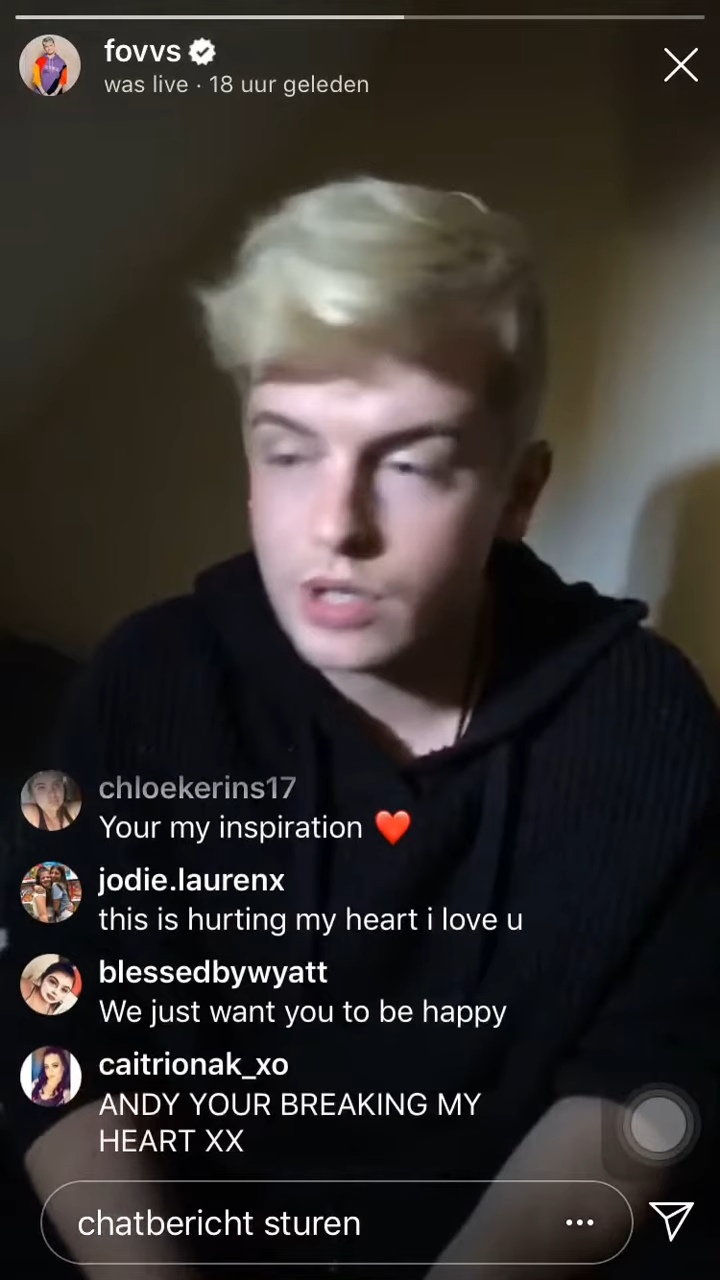 fovvs
was live · 18 uur geleden
chloekerins17
Your my inspiration ❤️
jodie.laurenx
this is hurting my heart i love u
blessedbywyatt
We just want you to be happy
caitrionak_xo
ANDY YOUR BREAKING MY
HEART XX
chatbericht sturen